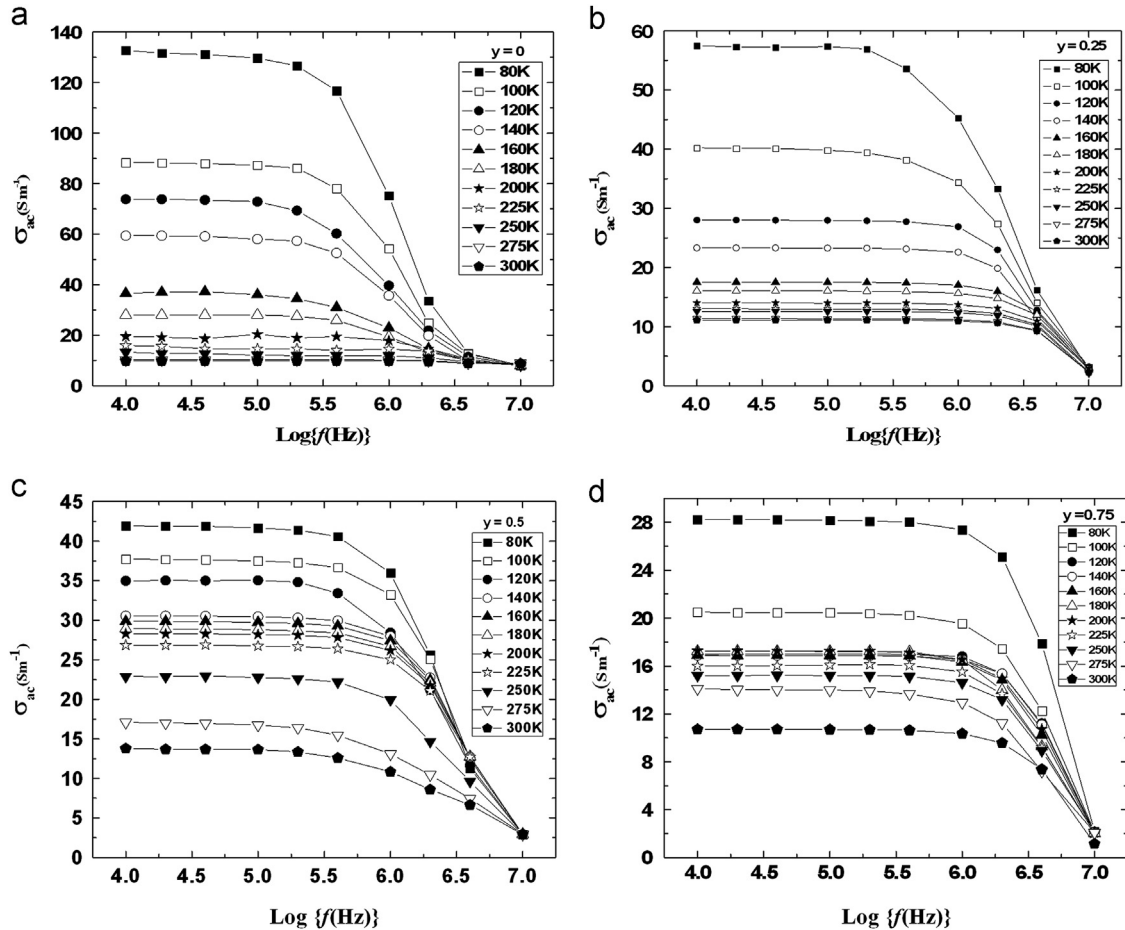 a
140
120
100
80
60
40
20
0
σac(Sm-1)
4.0 4.5 5.0 5.5 6.0 6.5 7.0
Log{f(Hz)}
y = 0
80K
100K
120K
140K
160K
180K
200K
225K
250K
275K
300K
b
60
50
40
30
20
10
0
σac (Sm-1)
4.0 4.5 5.0 5.5 6.0 6.5 7.0
Log{f(Hz)}
y = 0.25
80K
100K
120K
140K
160K
180K
200K
225K
250K
275K
300K
c
45
40
35
30
25
20
15
10
5
0
σac (Sm-1)
4.0 4.5 5.0 5.5 6.0 6.5 7.0
Log {f(Hz)}
y = 0.5
80K
100K
120K
140K
160K
180K
200K
225K
250K
275K
300K
d
28
24
20
16
12
8
4
0
σac(Sm-1)
4.0 4.5 5.0 5.5 6.0 6.5 7.0
Log {f(Hz)}
y =0.75
80K
100K
120K
140K
160K
180K
200K
225K
250K
275K
300K